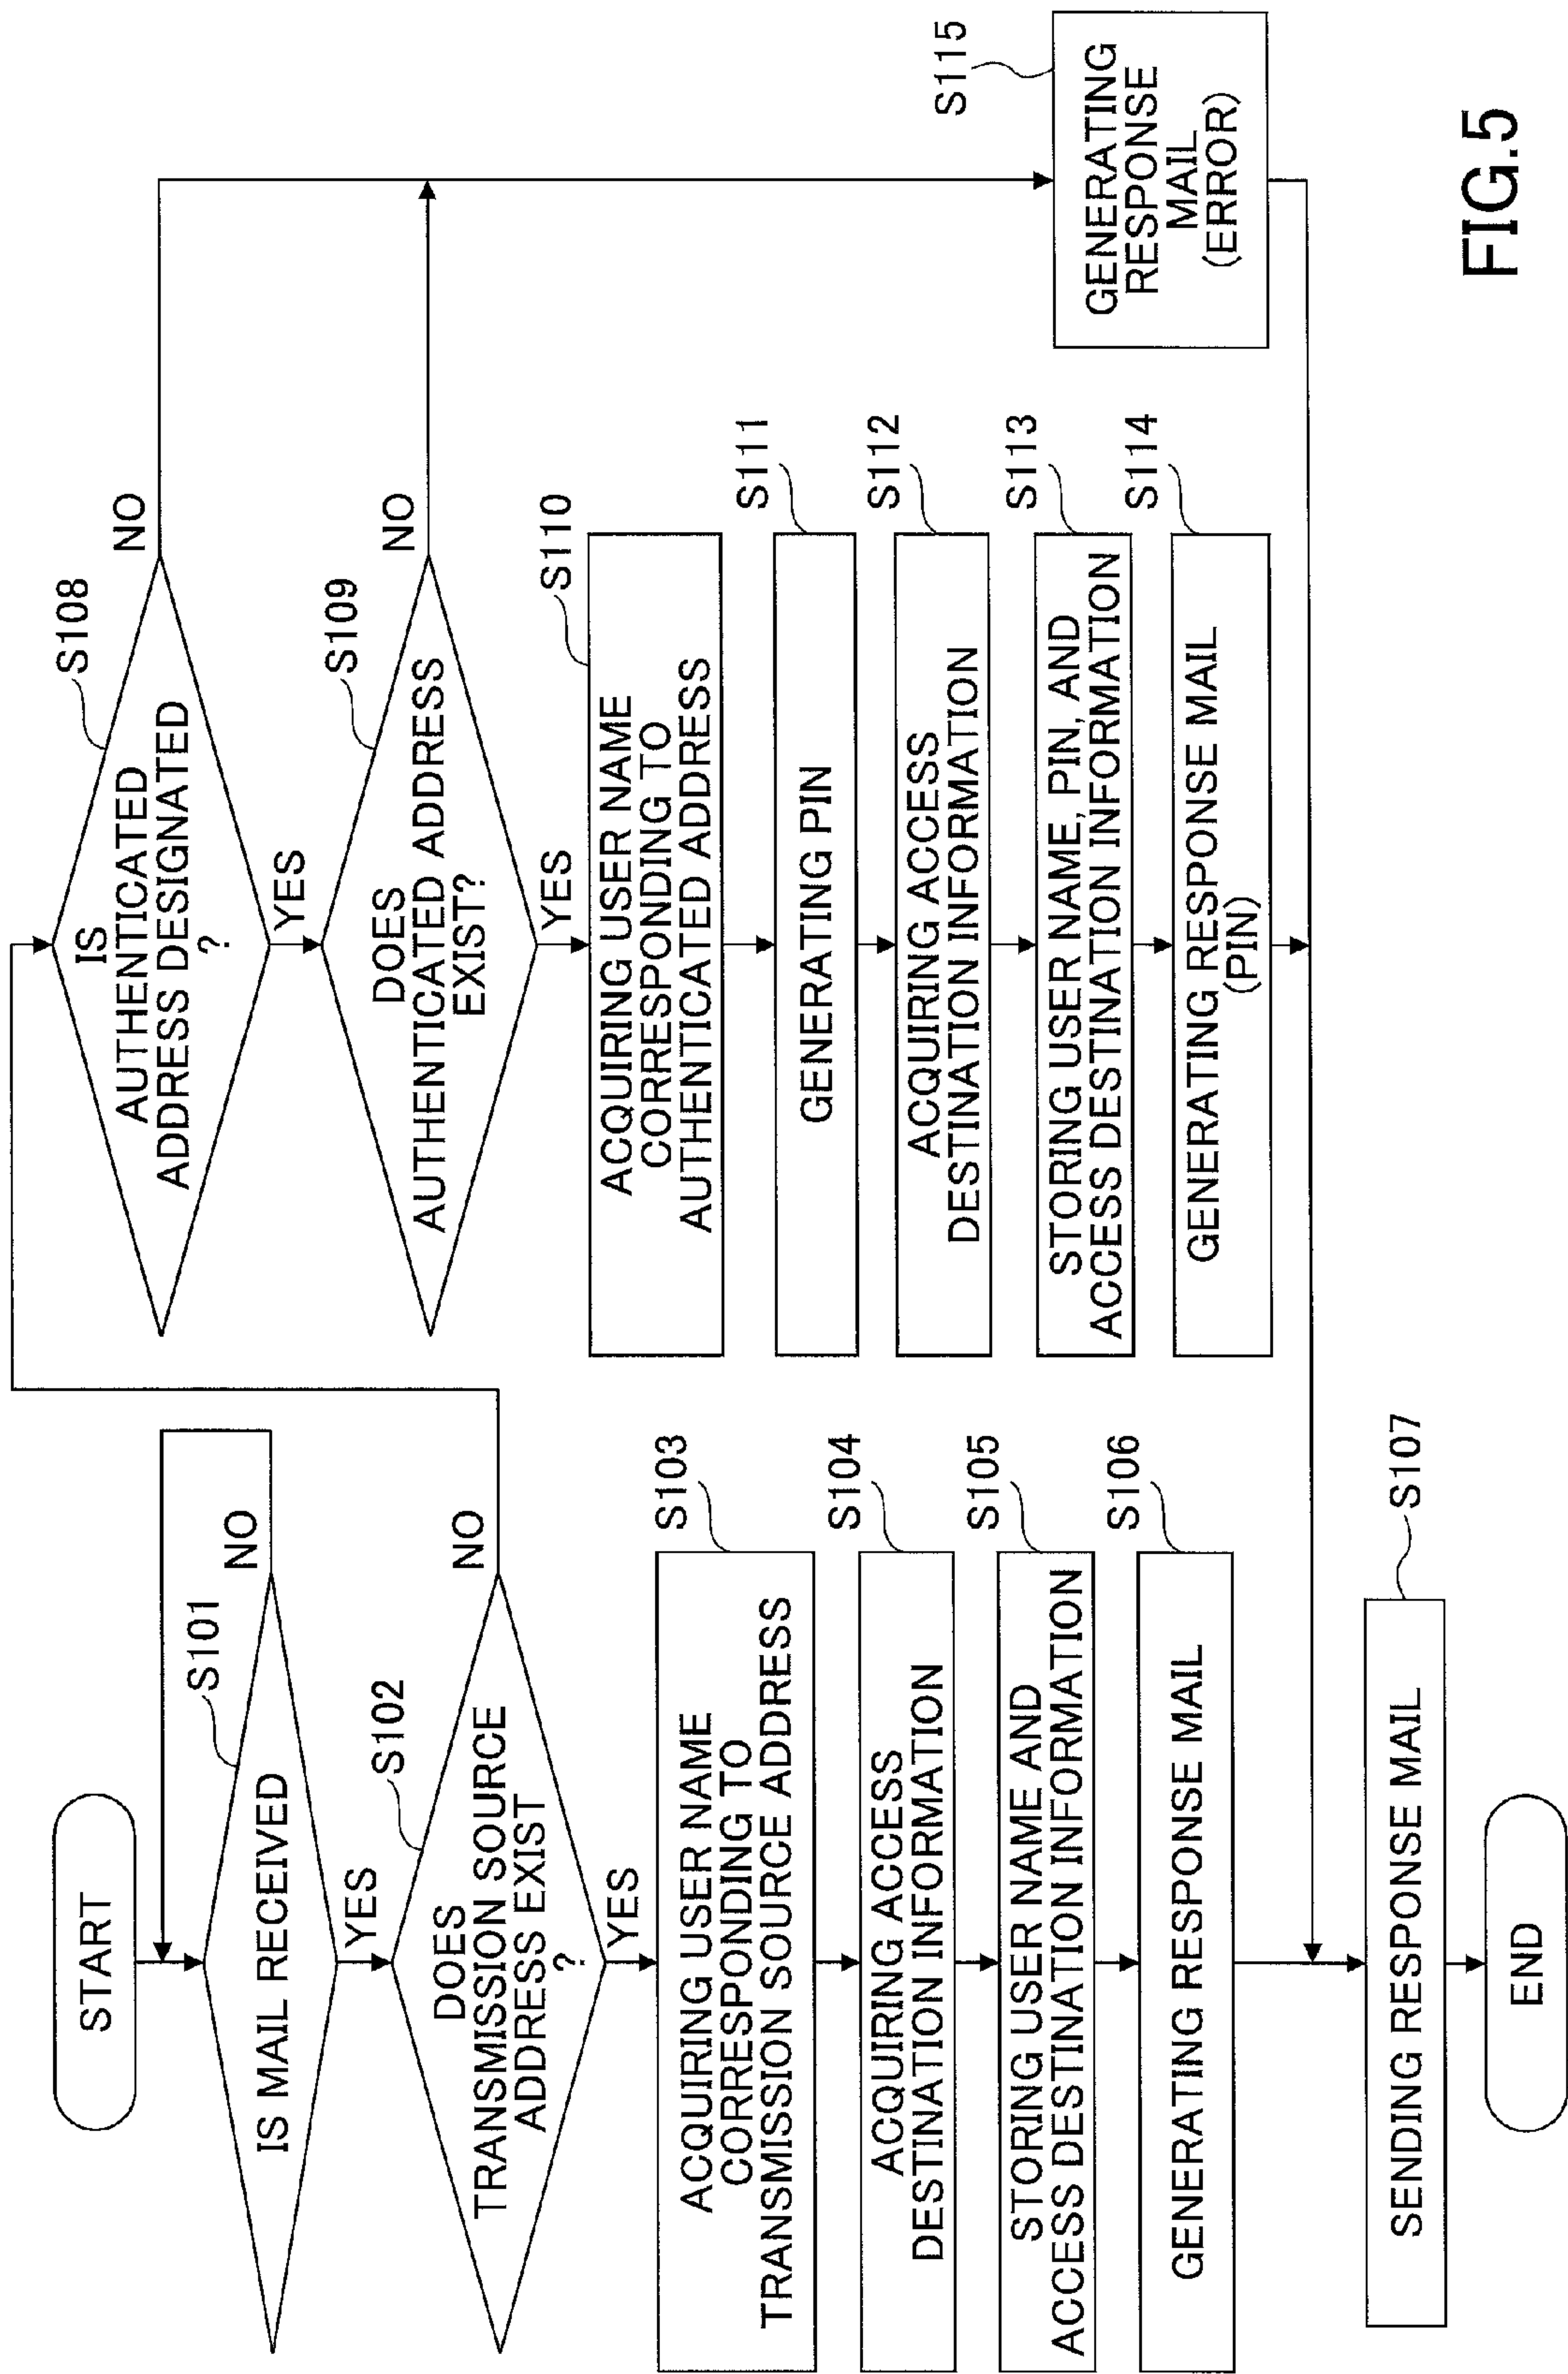 START
S101
IS MAIL RECEIVED
NO
YES
S102
DOES
TRANSMISSION SOURCE
ADDRESS EXIST
?
NO
YES
S103
ACQUIRING USER NAME
CORRESPONDING TO
TRANSMISSION SOURCE ADDRESS
S104
ACQUIRING ACCESS
DESTINATION INFORMATION
S105
STORING USER NAME AND
ACCESS DESTINATION INFORMATION
S106
GENERATING RESPONSE MAIL
S107
SENDING RESPONSE MAIL
END
S108
IS
AUTHENTICATED
ADDRESS DESIGNATED
?
NO
YES
S109
DOES
AUTHENTICATED ADDRESS
EXIST?
NO
YES
S110
ACQUIRING USER NAME
CORRESPONDING TO
AUTHENTICATED ADDRESS
S111
GENERATING PIN
S112
ACQUIRING ACCESS
DESTINATION INFORMATION
S113
STORING USER NAME, PIN, AND
ACCESS DESTINATION INFORMATION
S114
GENERATING RESPONSE MAIL
(PIN)
S115
GENERATING
RESPONSE
MAIL
(ERROR)
FIG.5